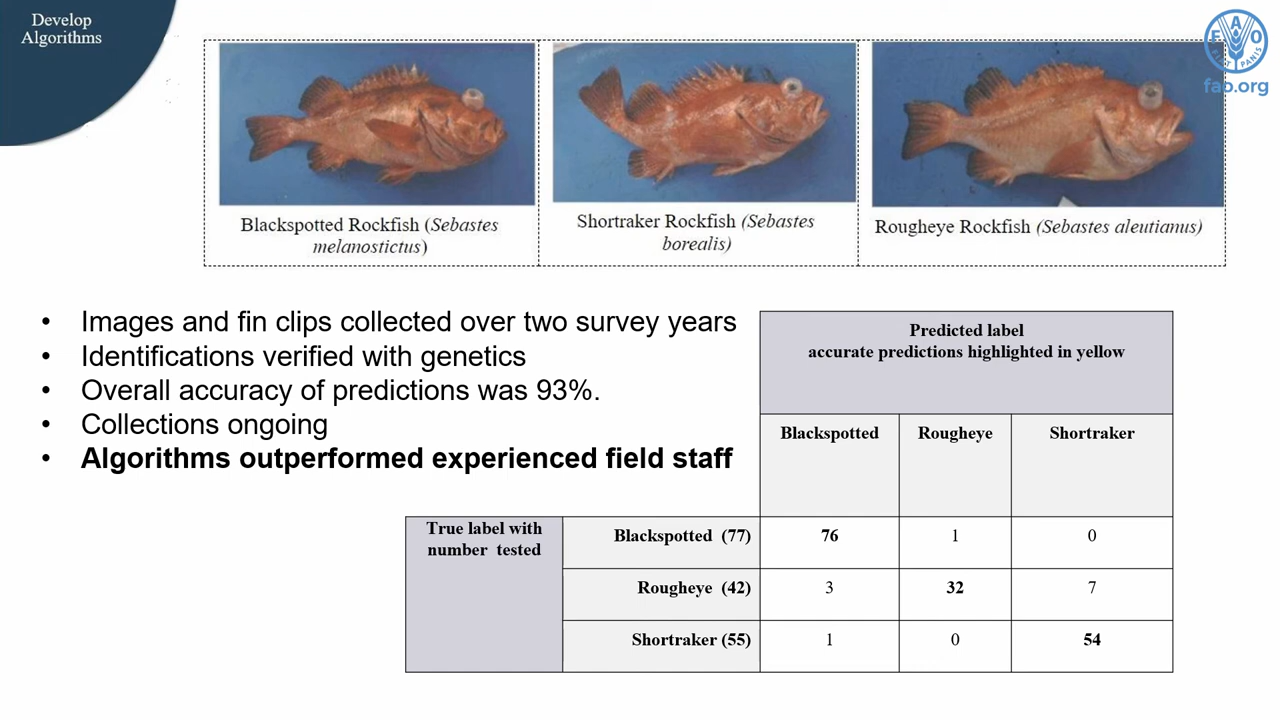 Develop
Algorithms
F A O
FIAT PANIS
fao.org
Blackspotted Rockfish (Sebastes
melanostictus)
Shortraker Rockfish (Sebastes
borealis)
Rougheye Rockfish (Sebastes aleutianus)
• Images and fin clips collected over two survey years
• Identifications verified with genetics
• Overall accuracy of predictions was 93%.
• Collections ongoing
• Algorithms outperformed experienced field staff
Predicted label
accurate predictions highlighted in yellow
Blackspotted Rougheye Shortraker
True label with
number tested
Blackspotted (77) 76 1 0
Rougheye (42) 3 32 7
Shortraker (55) 1 0 54